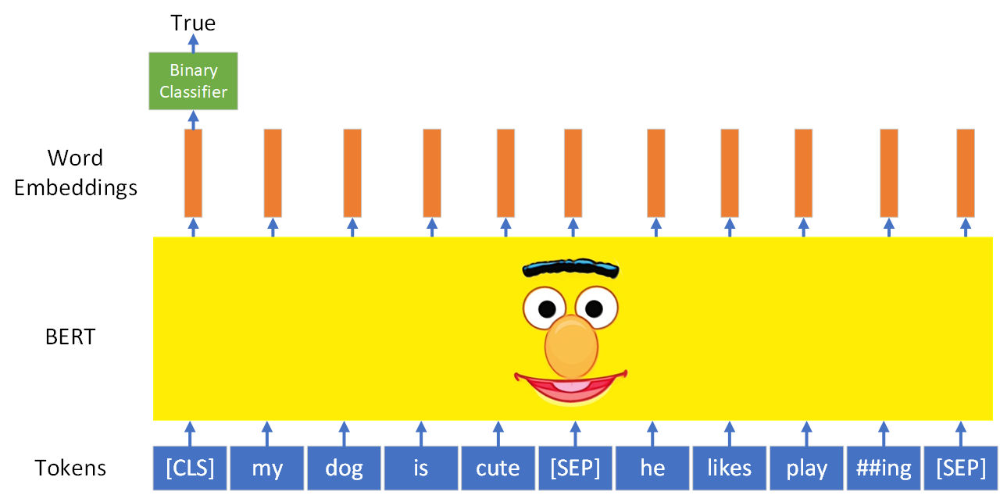 True
Binary
Classifier
Word
Embeddings
BERT
Tokens [CLS] my dog is cute [SEP] he likes play ##ing [SEP]